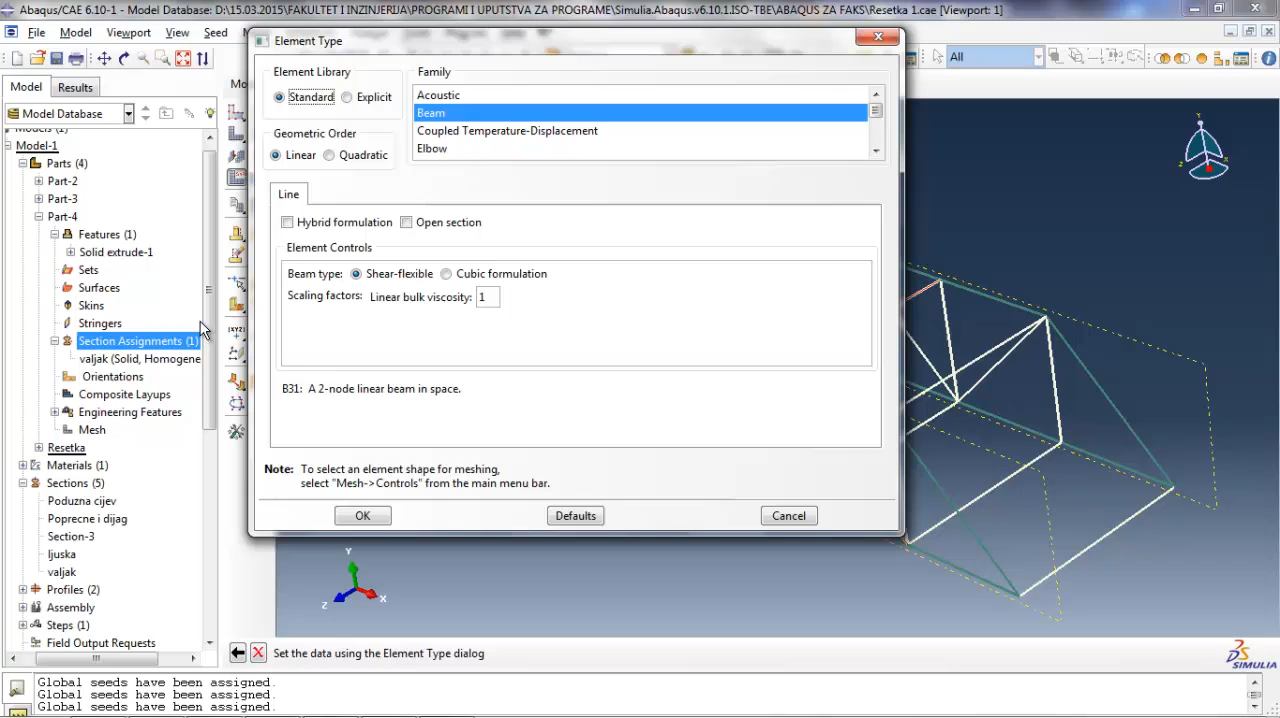 Abaqus/CAE 6.10-1 - Model Database: D:\15.03.2015\FAKULTET I INZINJERIJA\PROGRAMI I UPUTSTVA ZA PROGRAME\Simulia.Abaqus.v6.10.1.ISO-TBE\ABAQUS ZA FAKS\Resetka 1.cae [Viewport: 1]
File Model Viewport View Seed
All
Model Results
Model Database
Models (1)
Model-1
Parts (4)
Part-2
Part-3
Part-4
Features (1)
Solid extrude-1
Sets
Surfaces
Skins
Stringers
Section Assignments (1)
valjak (Solid, Homogene
Orientations
Composite Layups
Engineering Features
Mesh
Resetka
Materials (1)
Sections (5)
Poduzna cijev
Poprecne i dijag
Section-3
ljuska
valjak
Profiles (2)
Assembly
Steps (1)
Field Output Requests
Element Type
Element Library
Standard Explicit
Geometric Order
Linear Quadratic
Family
Acoustic
Beam
Coupled Temperature-Displacement
Elbow
Line
Hybrid formulation Open section
Element Controls
Beam type: Shear-flexible Cubic formulation
Scaling factors: Linear bulk viscosity: 1
B31: A 2-node linear beam in space.
Note: To select an element shape for meshing,
select "Mesh->Controls" from the main menu bar.
OK Defaults Cancel
Y
X
Z
Y
Z
X
Set the data using the Element Type dialog
SIMULIA
Global seeds have been assigned.
Global seeds have been assigned.
Global seeds have been assigned.